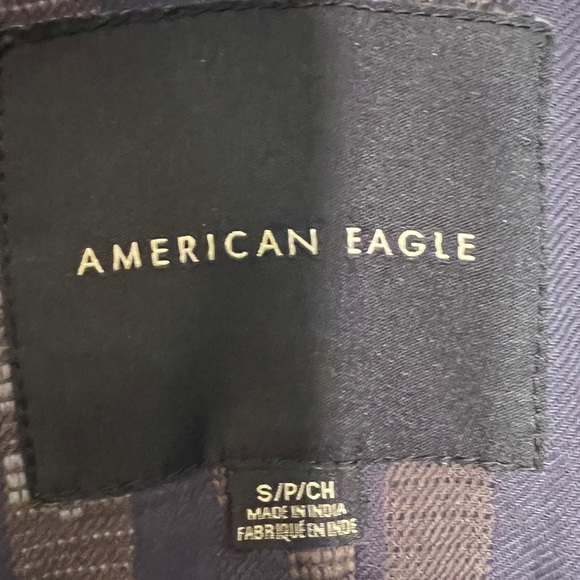 AMERICAN EAGLE
S/P/CH
MADE IN INDIA
FABRIQUÉ EN INDE